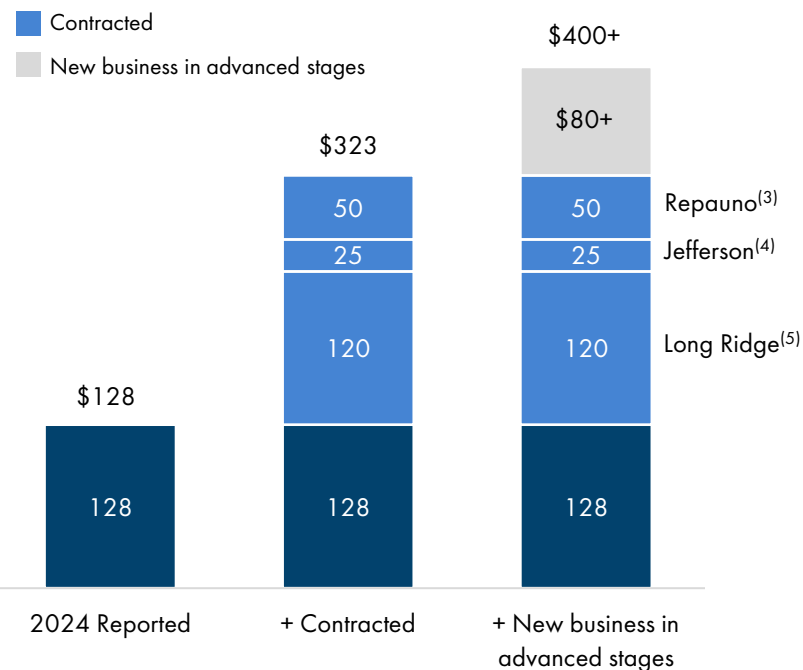 Contracted
New business in advanced stages
$400+
$80+
$323
50
50
Repauno(3)
25
25
Jefferson(4)
120
120
Long Ridge(5)
$128
128
128
128
2024 Reported
+ Contracted
+ New business in
advanced stages